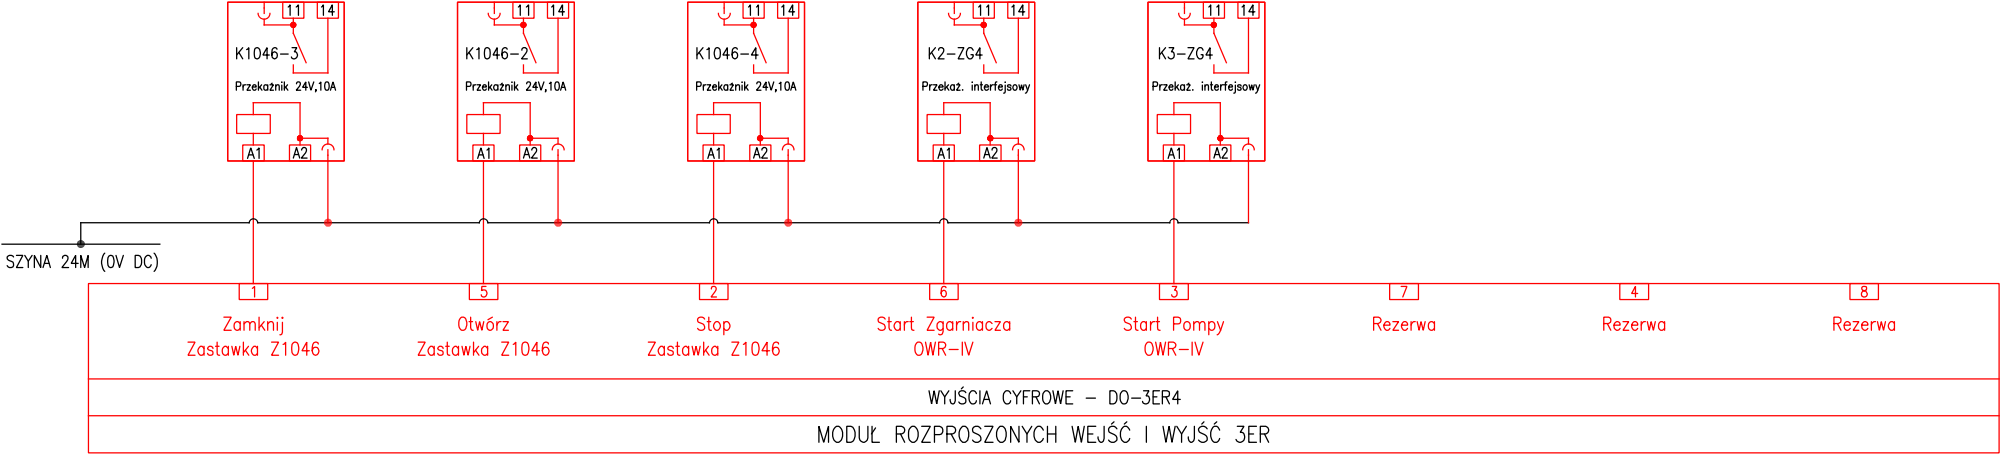 11 14 11 14 11 14 11 14 11 14
K1046-3 K1046-2 K1046-4 K2-ZG4 K3-ZG4
Przekaźnik 24V,10A Przekaźnik 24V,10A Przekaźnik 24V,10A Przekaź. interfejsowy Przekaź. interfejsowy
A1 A2 A1 A2 A1 A2 A1 A2 A1 A2
SZYNA 24M (0V DC)
1 5 2 6 3 7 4 8
Zamknij Otwórz Stop Start Zgarniacza Start Pompy Rezerwa Rezerwa Rezerwa
Zastawka Z1046 Zastawka Z1046 Zastawka Z1046 OWR-IV OWR-IV
WYJŚCIA CYFROWE - DO-3ER4
MODUŁ ROZPROSZONYCH WEJŚĆ I WYJŚĆ 3ER